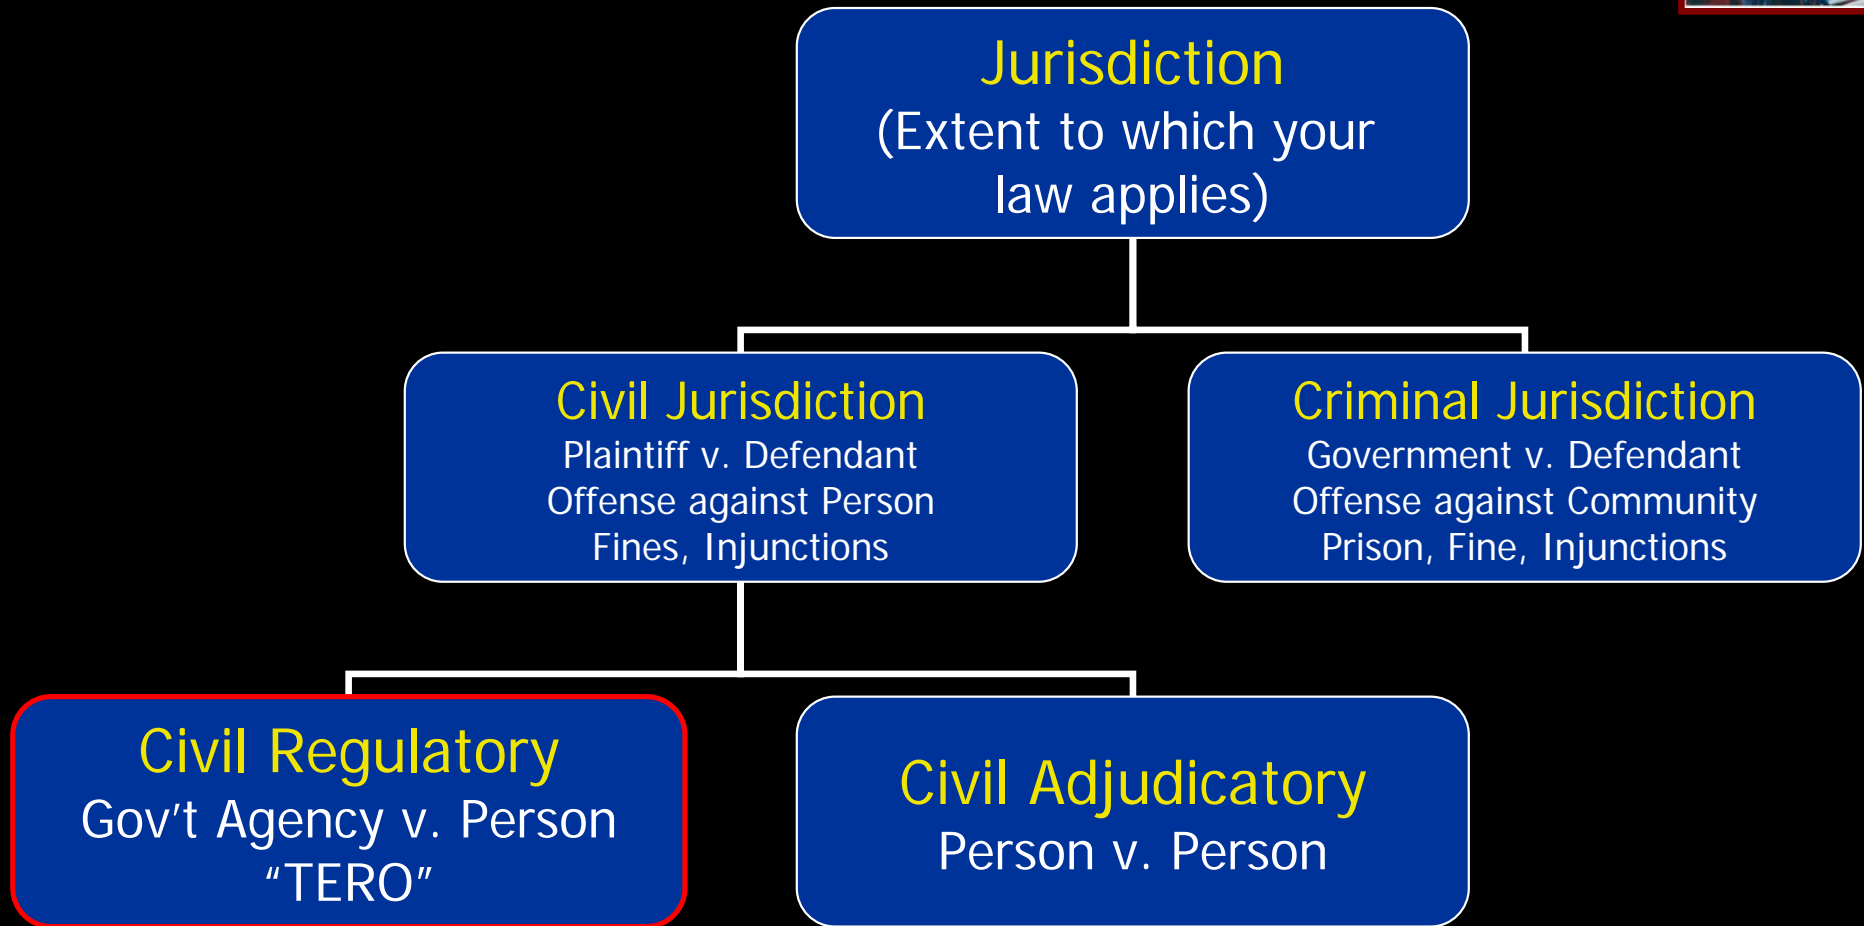 Jurisdiction
(Extent to which your
law applies)
Civil Jurisdiction
Plaintiff v. Defendant
Offense against Person
Fines, Injunctions
Criminal Jurisdiction
Government v. Defendant
Offense against Community
Prison, Fine, Injunctions
Civil Regulatory
Gov't Agency v. Person
“TERO”
Civil Adjudicatory
Person v. Person